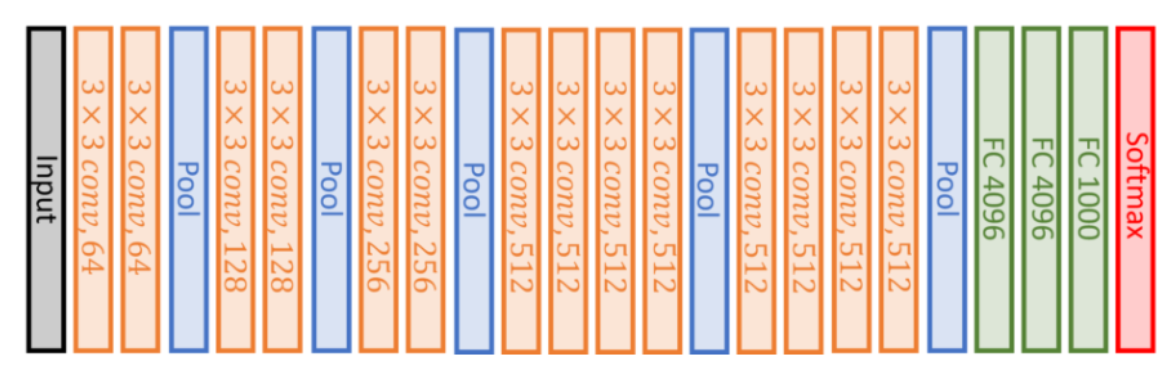 Input
3 × 3 conv, 64
3 × 3 conv, 64
Pool
3 × 3 conv, 128
3 × 3 conv, 128
Pool
3 × 3 conv, 256
3 × 3 conv, 256
Pool
3 × 3 conv, 512
3 × 3 conv, 512
3 × 3 conv, 512
3 × 3 conv, 512
Pool
3 × 3 conv, 512
3 × 3 conv, 512
3 × 3 conv, 512
3 × 3 conv, 512
Pool
FC 4096
FC 4096
FC 1000
Softmax